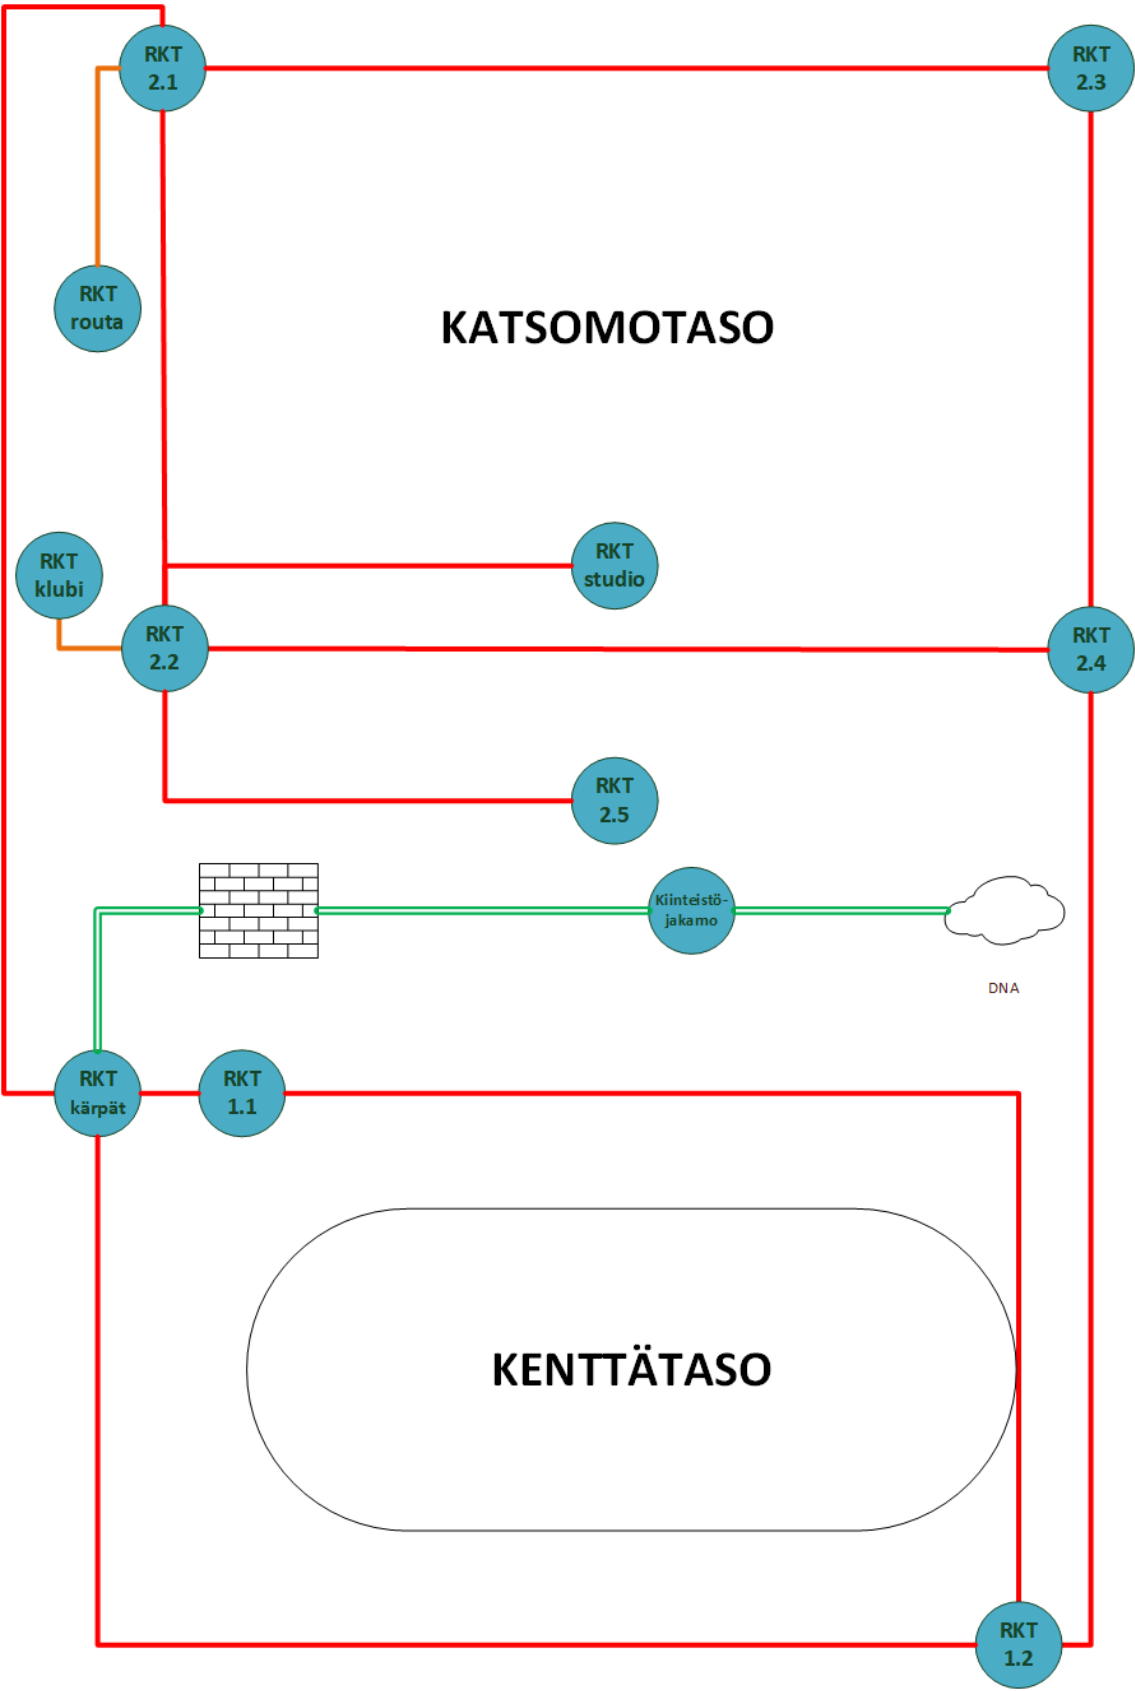 RKT
2.1
RKT
2.3
RKT
routa
KATSOMOTASO
RKT
klubi
RKT
studio
RKT
2.2
RKT
2.4
RKT
2.5
Kiinteistö-
jakamo
DNA
RKT
kärpät
RKT
1.1
KENTTÄTASO
RKT
1.2